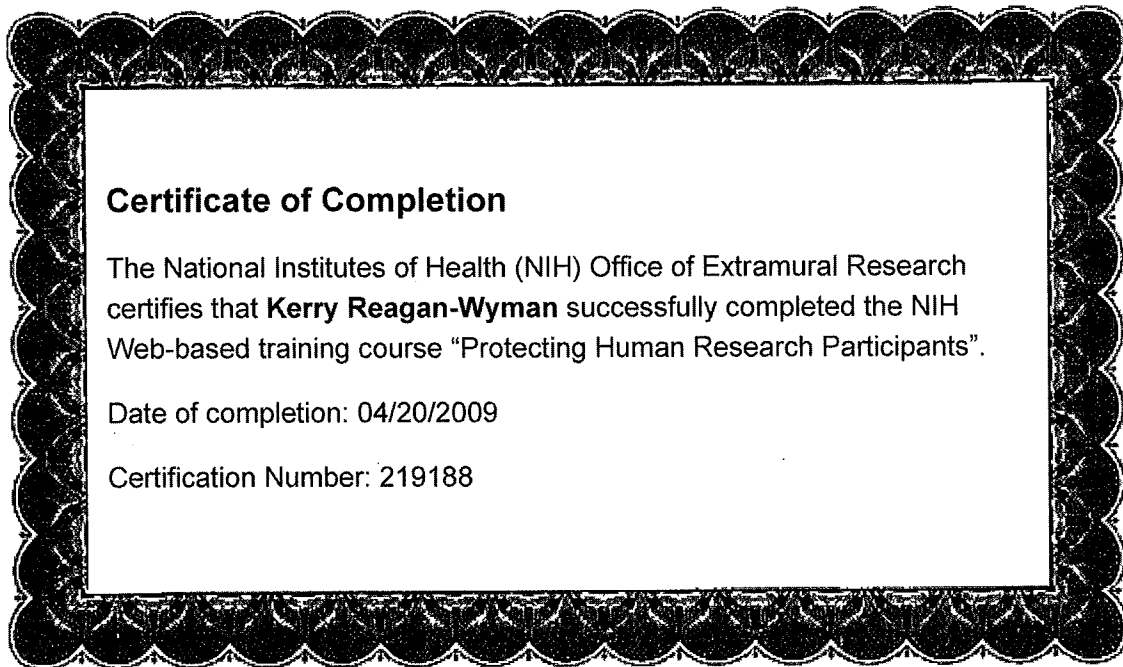 Certificate of Completion
The National Institutes of Health (NIH) Office of Extramural Research
certifies that Kerry Reagan-Wyman successfully completed the NIH
Web-based training course “Protecting Human Research Participants”.
Date of completion: 04/20/2009
Certification Number: 219188